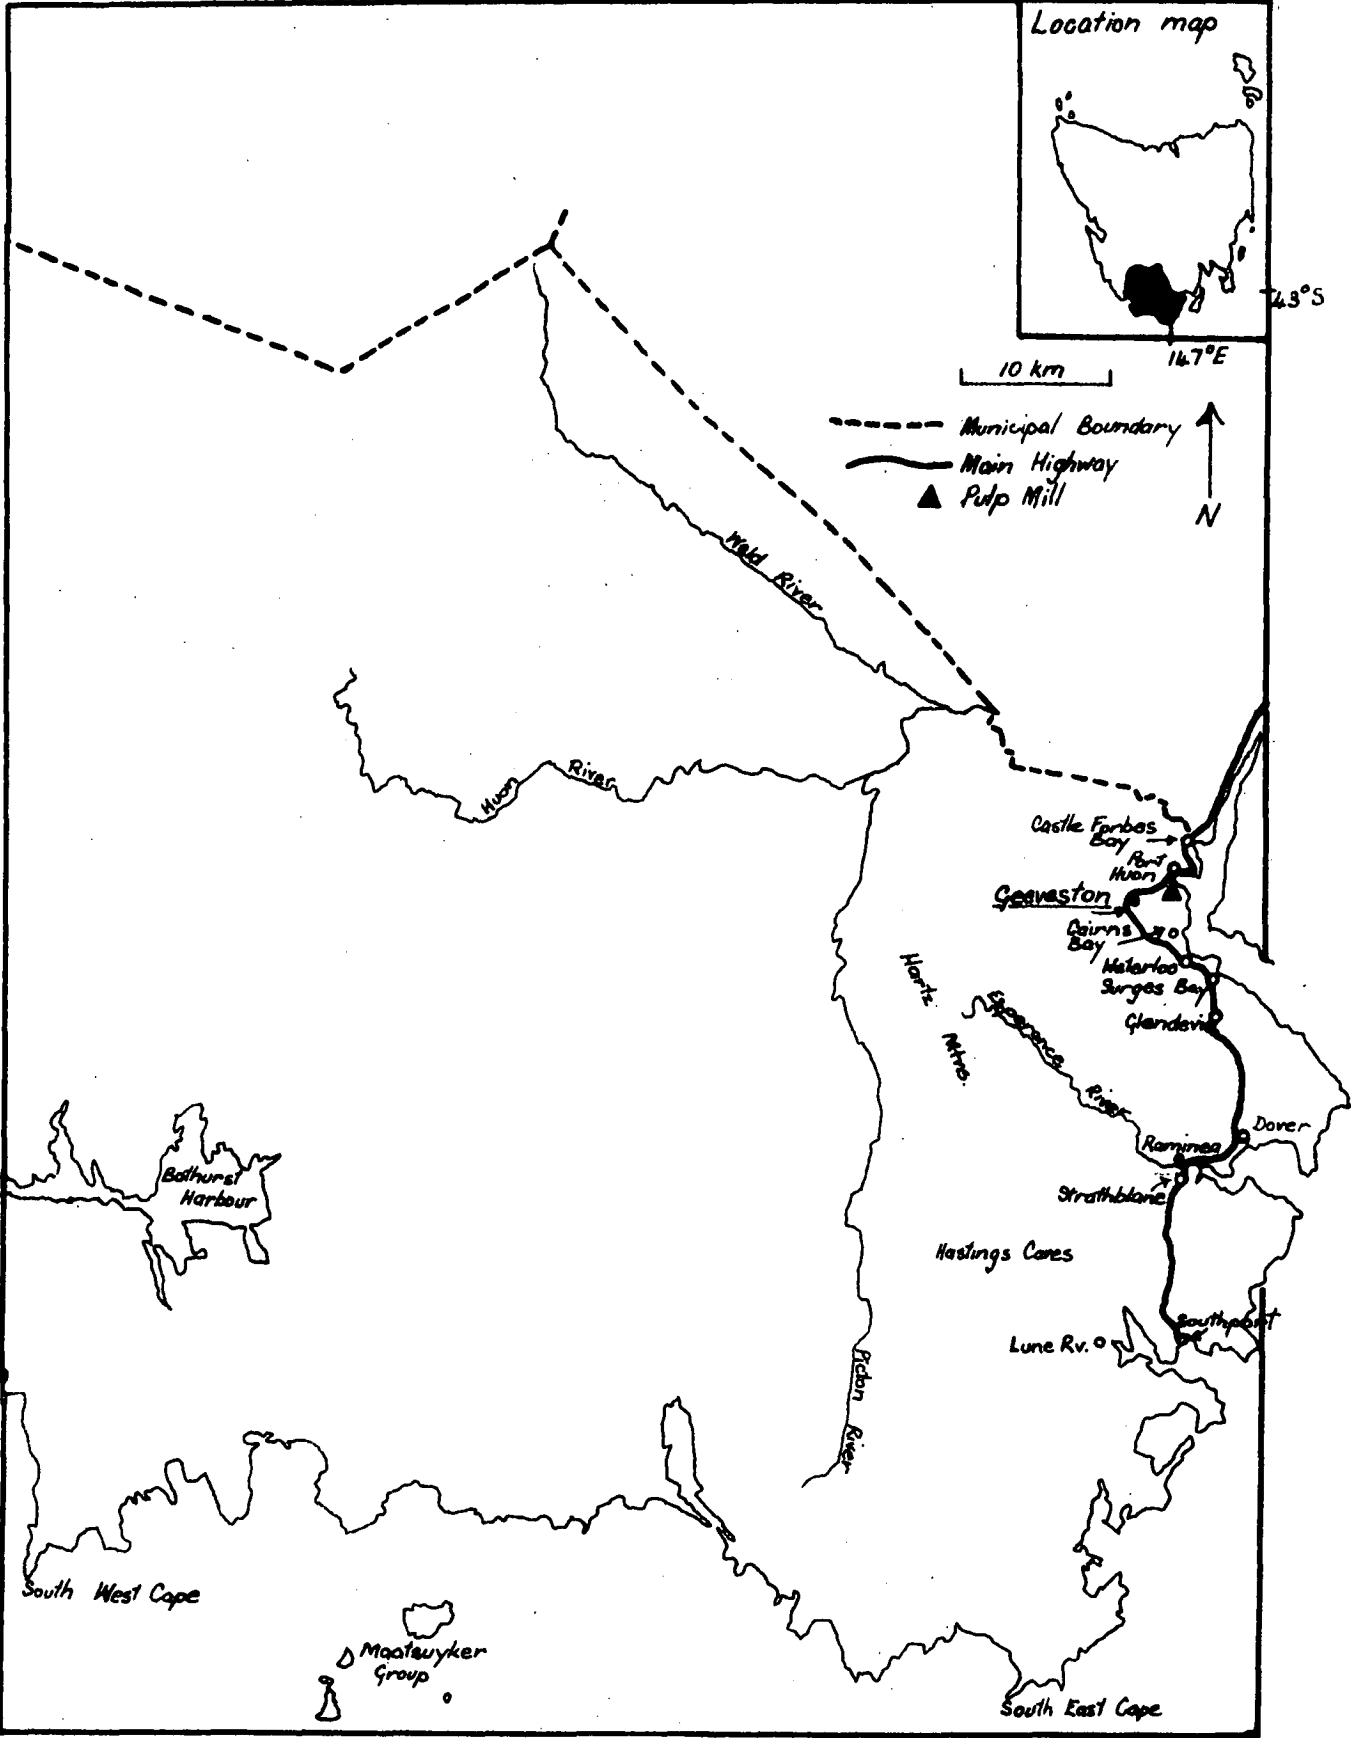 Location map
43°S
147°E
10 km
Municipal Boundary
Main Highway
Pulp Mill
N
Weld River
Huon River
Castle Forbes
Bay
Port
Huon
Geeveston
Cairns
Bay
Waterloo
Surges Bay
Glendevie
Hartz
Mtns.
Esperance River
Dover
Raminea
Strathblane
Bathurst
Harbour
Hastings Caves
Southport
Lune Rv.
Picton River
South West Cape
Maatsuyker
Group
South East Cape